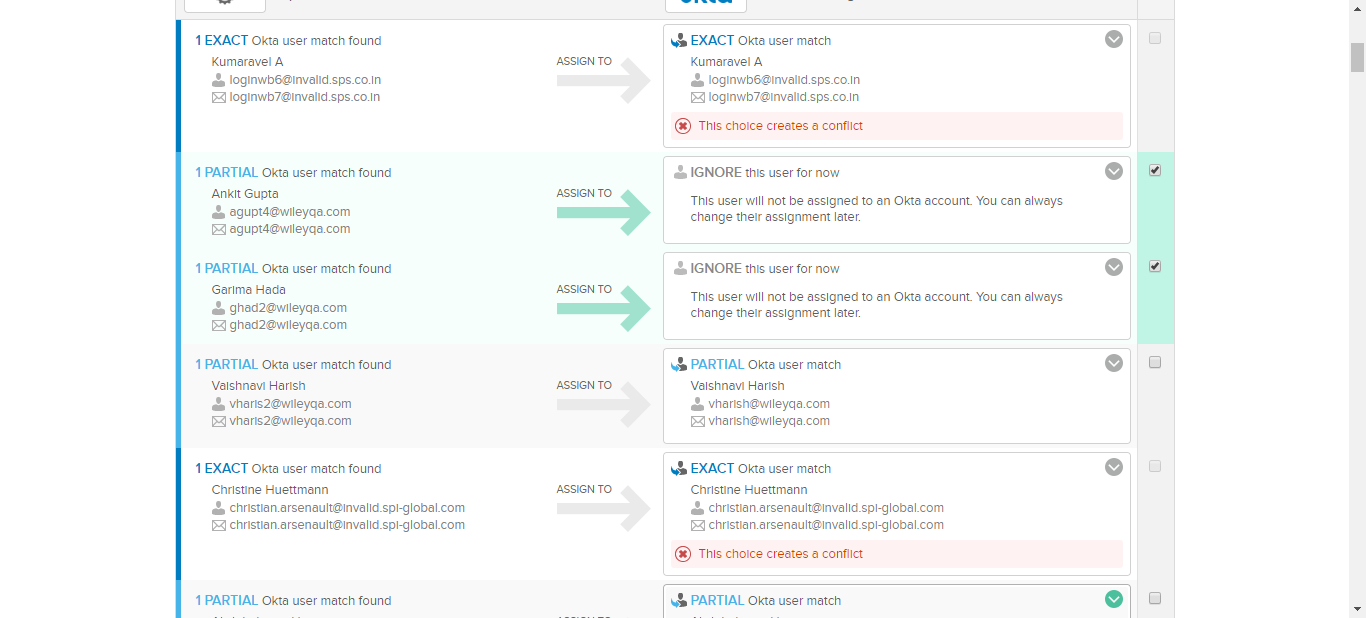 okta
1 EXACT Okta user match found
Kumaravel A
loginwb6@invalid.sps.co.in
loginwb7@invalid.sps.co.in
ASSIGN TO
EXACT Okta user match
Kumaravel A
loginwb6@invalid.sps.co.in
loginwb7@invalid.sps.co.in
This choice creates a conflict
1 PARTIAL Okta user match found
Ankit Gupta
agupt4@wileyqa.com
agupt4@wileyqa.com
ASSIGN TO
IGNORE this user for now
This user will not be assigned to an Okta account. You can always
change their assignment later.
1 PARTIAL Okta user match found
Garima Hada
ghad2@wileyqa.com
ghad2@wileyqa.com
ASSIGN TO
IGNORE this user for now
This user will not be assigned to an Okta account. You can always
change their assignment later.
1 PARTIAL Okta user match found
Vaishnavi Harish
vharis2@wileyqa.com
vharis2@wileyqa.com
ASSIGN TO
PARTIAL Okta user match
Vaishnavi Harish
vharish@wileyqa.com
vharish@wileyqa.com
1 EXACT Okta user match found
Christine Huettmann
christian.arsenault@invalid.spi-global.com
christian.arsenault@invalid.spi-global.com
ASSIGN TO
EXACT Okta user match
Christine Huettmann
christian.arsenault@invalid.spi-global.com
christian.arsenault@invalid.spi-global.com
This choice creates a conflict
1 PARTIAL Okta user match found
PARTIAL Okta user match